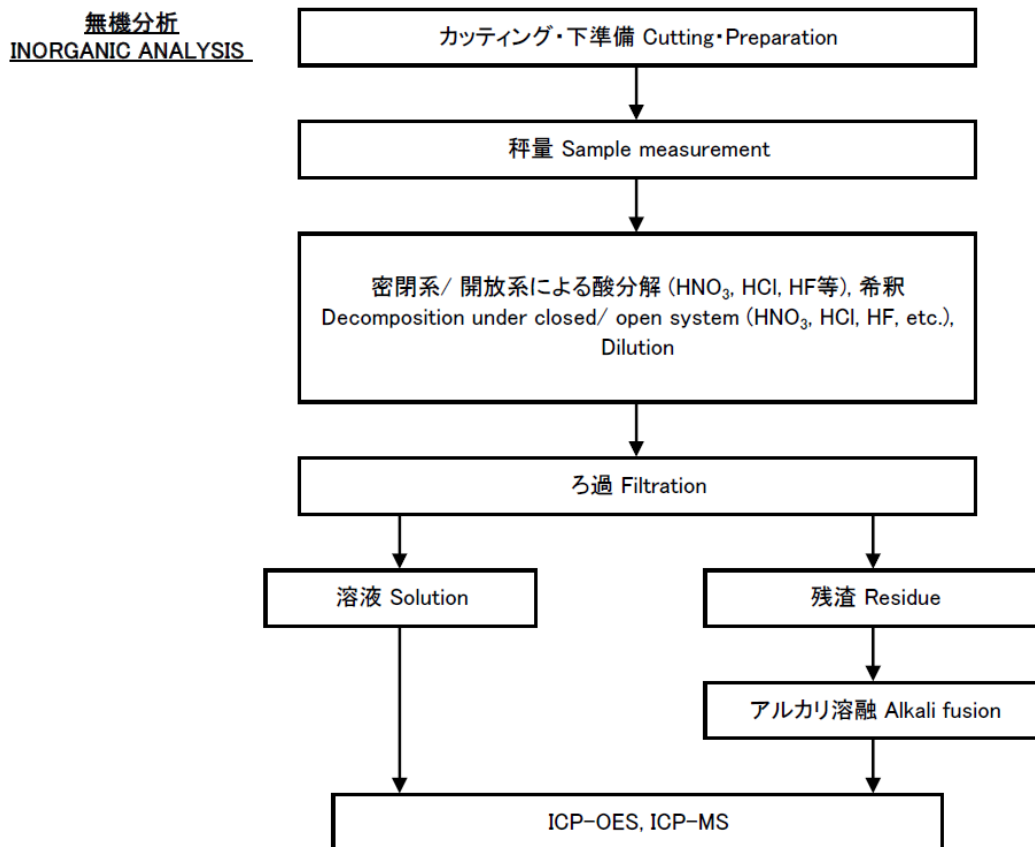 無機分析
INORGANIC ANALYSIS
カッティング・下準備 Cutting・Preparation
秤量 Sample measurement
密閉系/ 開放系による酸分解 (HNO₃, HCl, HF等), 希釈
Decomposition under closed/ open system (HNO₃, HCl, HF, etc.),
Dilution
ろ過 Filtration
溶液 Solution
残渣 Residue
アルカリ溶融 Alkali fusion
ICP-OES, ICP-MS